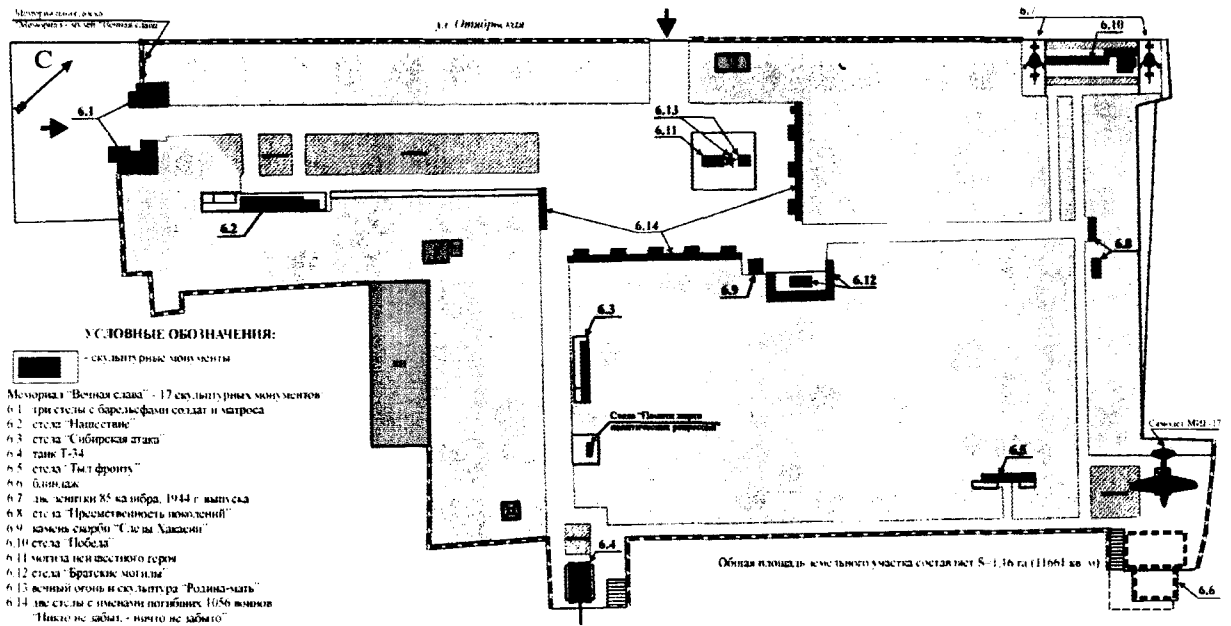 Мемориальная доска
"Мемориал - музей "Вечная слава"
ул. Октябрьская
6.7
6.10
С
6.1
6.13
6.11
6.2
6.14
6.8
6.9
6.12
6.3
УСЛОВНЫЕ ОБОЗНАЧЕНИЯ:
- скульптурные монументы
Мемориал "Вечная слава" - 17 скульптурных монументов
6.1 три стелы с барельефами солдат и матроса
6.2 стела "Нашествие"
6.3 стела "Сибирская атака"
6.4 танк Т-34
6.5 стела "Тыл фронту"
6.6 блиндаж
6.7 две зенитки 85 калибра, 1944 г. выпуска
6.8 стела "Преемственность поколений"
6.9 камень скорби "Слезы Хакасии"
6.10 стела "Победа"
6.11 могила неизвестного героя
6.12 стела "Братские могилы"
6.13 вечный огонь и скульптура "Родина-мать"
6.14 две стелы с именами погибших 1056 воинов
"Никто не забыт, - ничто не забыто"
Стела "Памяти жертв
политических репрессий"
Самолет МИГ-17
6.5
6.4
Общая площадь земельного участка составляет S=1,16 га (11661 кв. м)
6.6